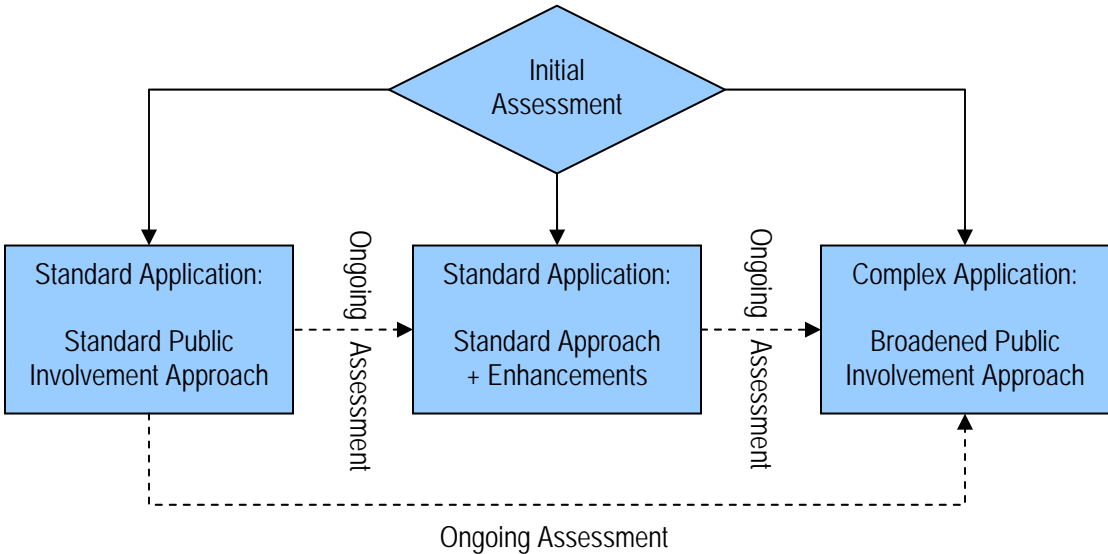 Initial
Assessment
Standard Application:
Standard Public
Involvement Approach
Ongoing Assessment
Standard Application:
Standard Approach
+ Enhancements
Ongoing Assessment
Complex Application:
Broadened Public
Involvement Approach
Ongoing Assessment